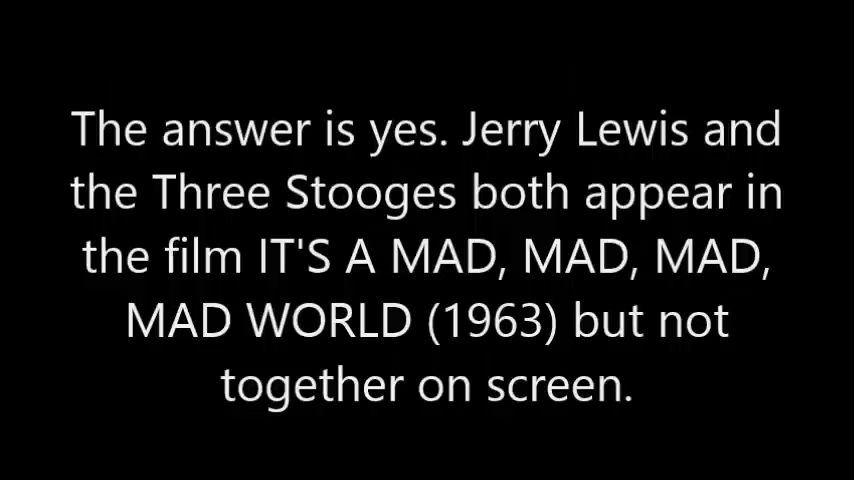 The answer is yes. Jerry Lewis and
the Three Stooges both appear in
the film IT'S A MAD, MAD, MAD,
MAD WORLD (1963) but not
together on screen.